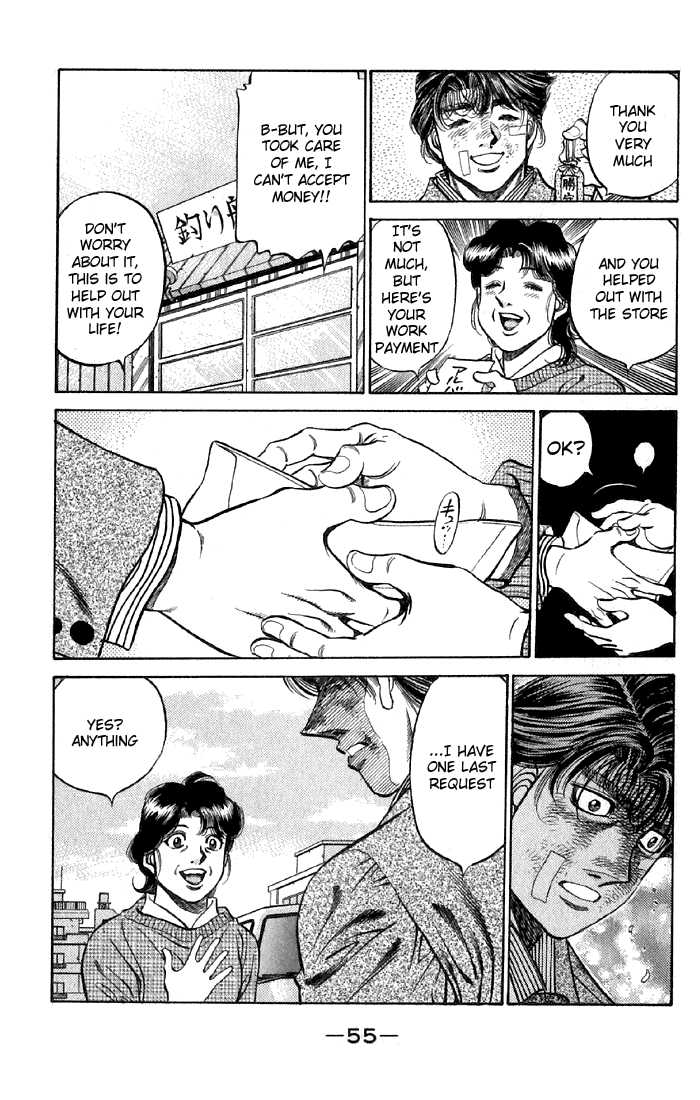 THANK
YOU
VERY
MUCH
AND YOU
HELPED
OUT WITH
THE STORE
IT'S
NOT
MUCH,
BUT
HERE'S
YOUR
WORK
PAYMENT
B-BUT, YOU
TOOK CARE
OF ME, I
CAN'T ACCEPT
MONEY!!
釣り
DON'T
WORRY
ABOUT IT,
THIS IS TO
HELP OUT
WITH YOUR
LIFE!
OK?
...I HAVE
ONE LAST
REQUEST
YES?
ANYTHING
—55—